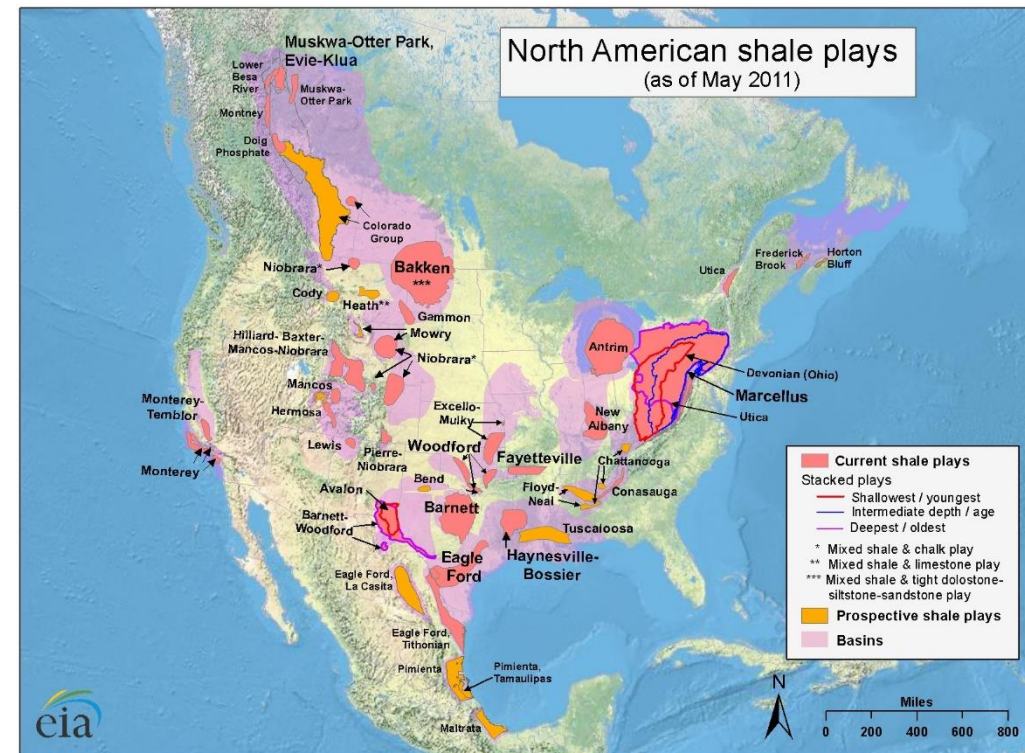 North American shale plays
(as of May 2011)
Muskwa-Otter Park,
Evie-Klua
Lower
Besa
River
Muskwa-
Otter Park
Montney
Doig
Phosphate
Colorado
Group
Niobrara*
Bakken
***
Cody
Heath**
Gammon
Mowry
Hilliard- Baxter-
Mancos-Niobrara
Niobrara*
Mancos
Hermosa
Monterey-
Temblor
Monterey
Lewis
Pierre-
Niobrara
Excello-
Mulky
Woodford
Bend
Fayetteville
Avalon
Barnett-
Woodford
Barnett
Eagle
Ford
Haynesville-
Bossier
Tuscaloosa
Floyd-
Neal
Conasauga
Chattanooga
New
Albany
Antrim
Devonian (Ohio)
Marcellus
Utica
Utica
Frederick
Brook
Horton
Bluff
Eagle Ford,
La Casita
Eagle Ford,
Tithonian
Pimienta
Pimienta,
Tamaulipas
Maltrata
Current shale plays
Stacked plays
Shallowest / youngest
Intermediate depth / age
Deepest / oldest
* Mixed shale & chalk play
** Mixed shale & limestone play
*** Mixed shale & tight dolostone-
siltstone-sandstone play
Prospective shale plays
Basins
N
Miles
0 200 400 600 800
eia